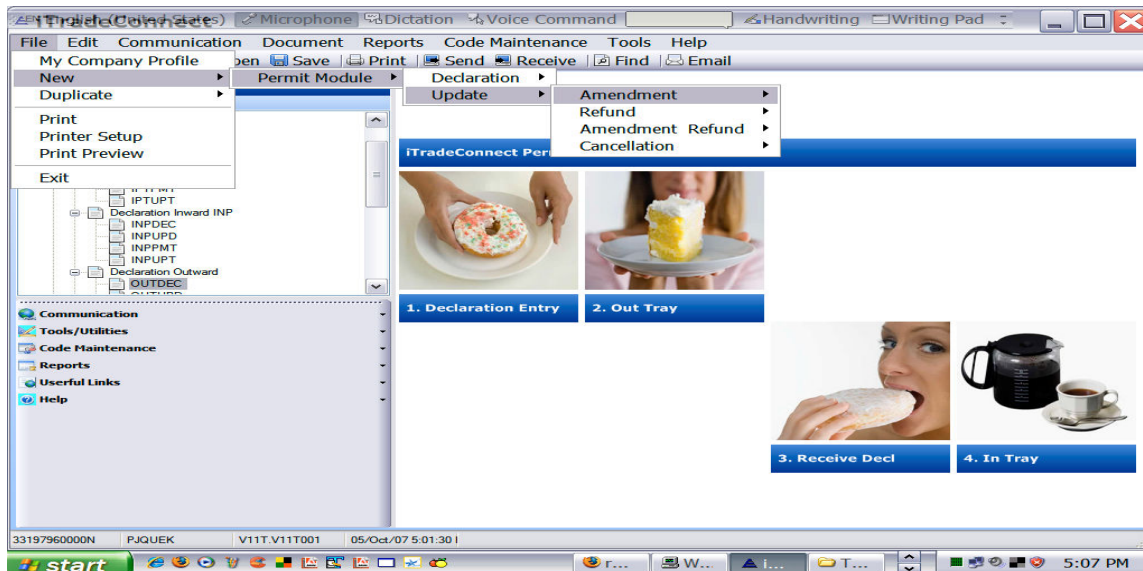 iTradeConnect
English (United States) Microphone Dictation Voice Command Handwriting Writing Pad
File Edit Communication Document Reports Code Maintenance Tools Help
My Company Profile
pen Save Print Send Receive Find Email
New Permit Module Declaration
Duplicate Update Amendment
Refund
Print
Amendment Refund
Printer Setup
Cancellation
Print Preview
iTradeConnect Per
Exit
IPTUPT
Declaration Inward INP
INPDEC
INPUPD
INPPMT
INPUPT
Declaration Outward
OUTDEC
1. Declaration Entry 2. Out Tray
Communication
Tools/Utilities
Code Maintenance
Reports
Userful Links
Help
3. Receive Decl 4. In Tray
33197960000N PJQUEK V11T.V11T001 05/Oct/07 5:01:30 I
start r... W... i... T... 5:07 PM